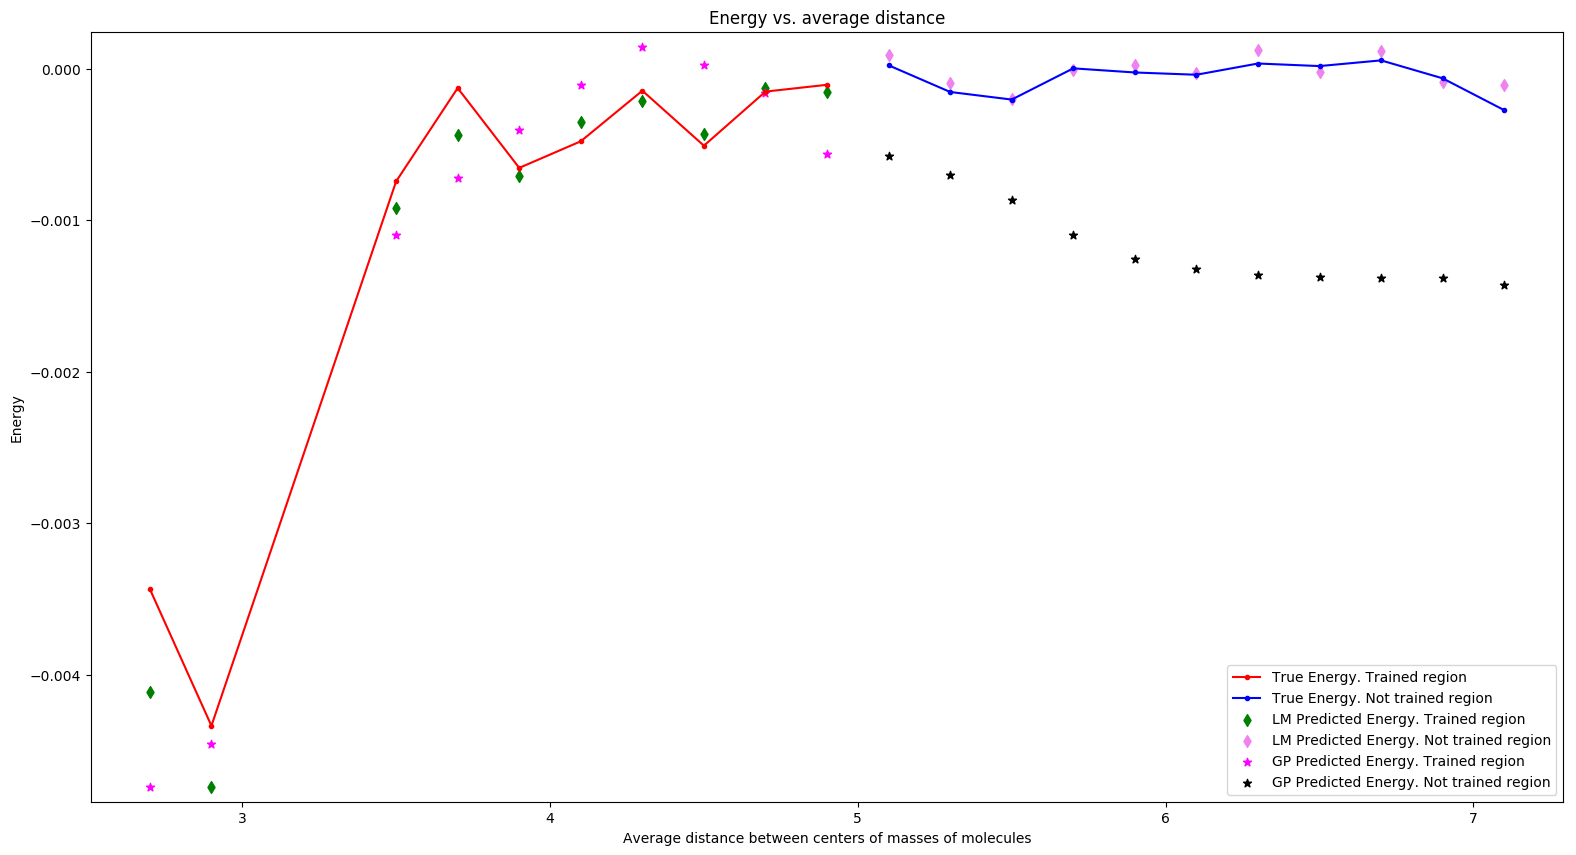 Energy vs. average distance
0.000
−0.001
−0.002
−0.003
−0.004
Energy
3
4
5
6
7
Average distance between centers of masses of molecules
True Energy. Trained region
True Energy. Not trained region
LM Predicted Energy. Trained region
LM Predicted Energy. Not trained region
GP Predicted Energy. Trained region
GP Predicted Energy. Not trained region